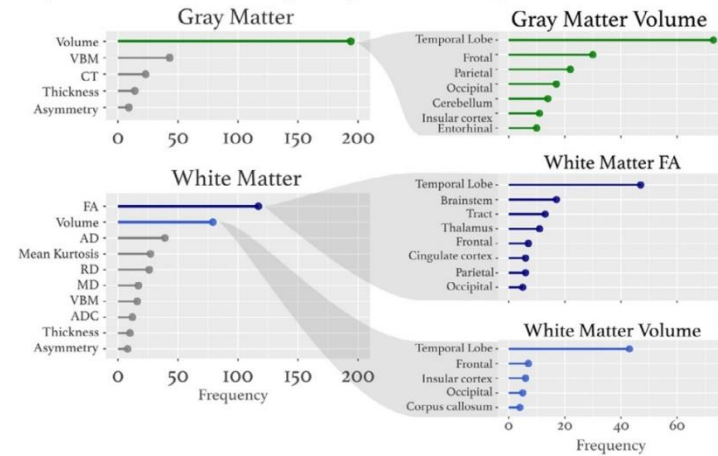 Gray Matter
Volume
VBM
CT
Thickness
Asymmetry
0 50 100 150 200
White Matter
FA
Volume
AD
Mean Kurtosis
RD
MD
VBM
ADC
Thickness
Asymmetry
0 50 100 150 200
Frequency
Gray Matter Volume
Temporal Lobe
Frotal
Parietal
Occipital
Cerebellum
Insular cortex
Entorhinal
White Matter FA
Temporal Lobe
Brainstem
Tract
Thalamus
Frontal
Cingulate cortex
Parietal
Occipital
White Matter Volume
Temporal Lobe
Frontal
Insular cortex
Occipital
Corpus callosum
0 20 40 60
Frequency